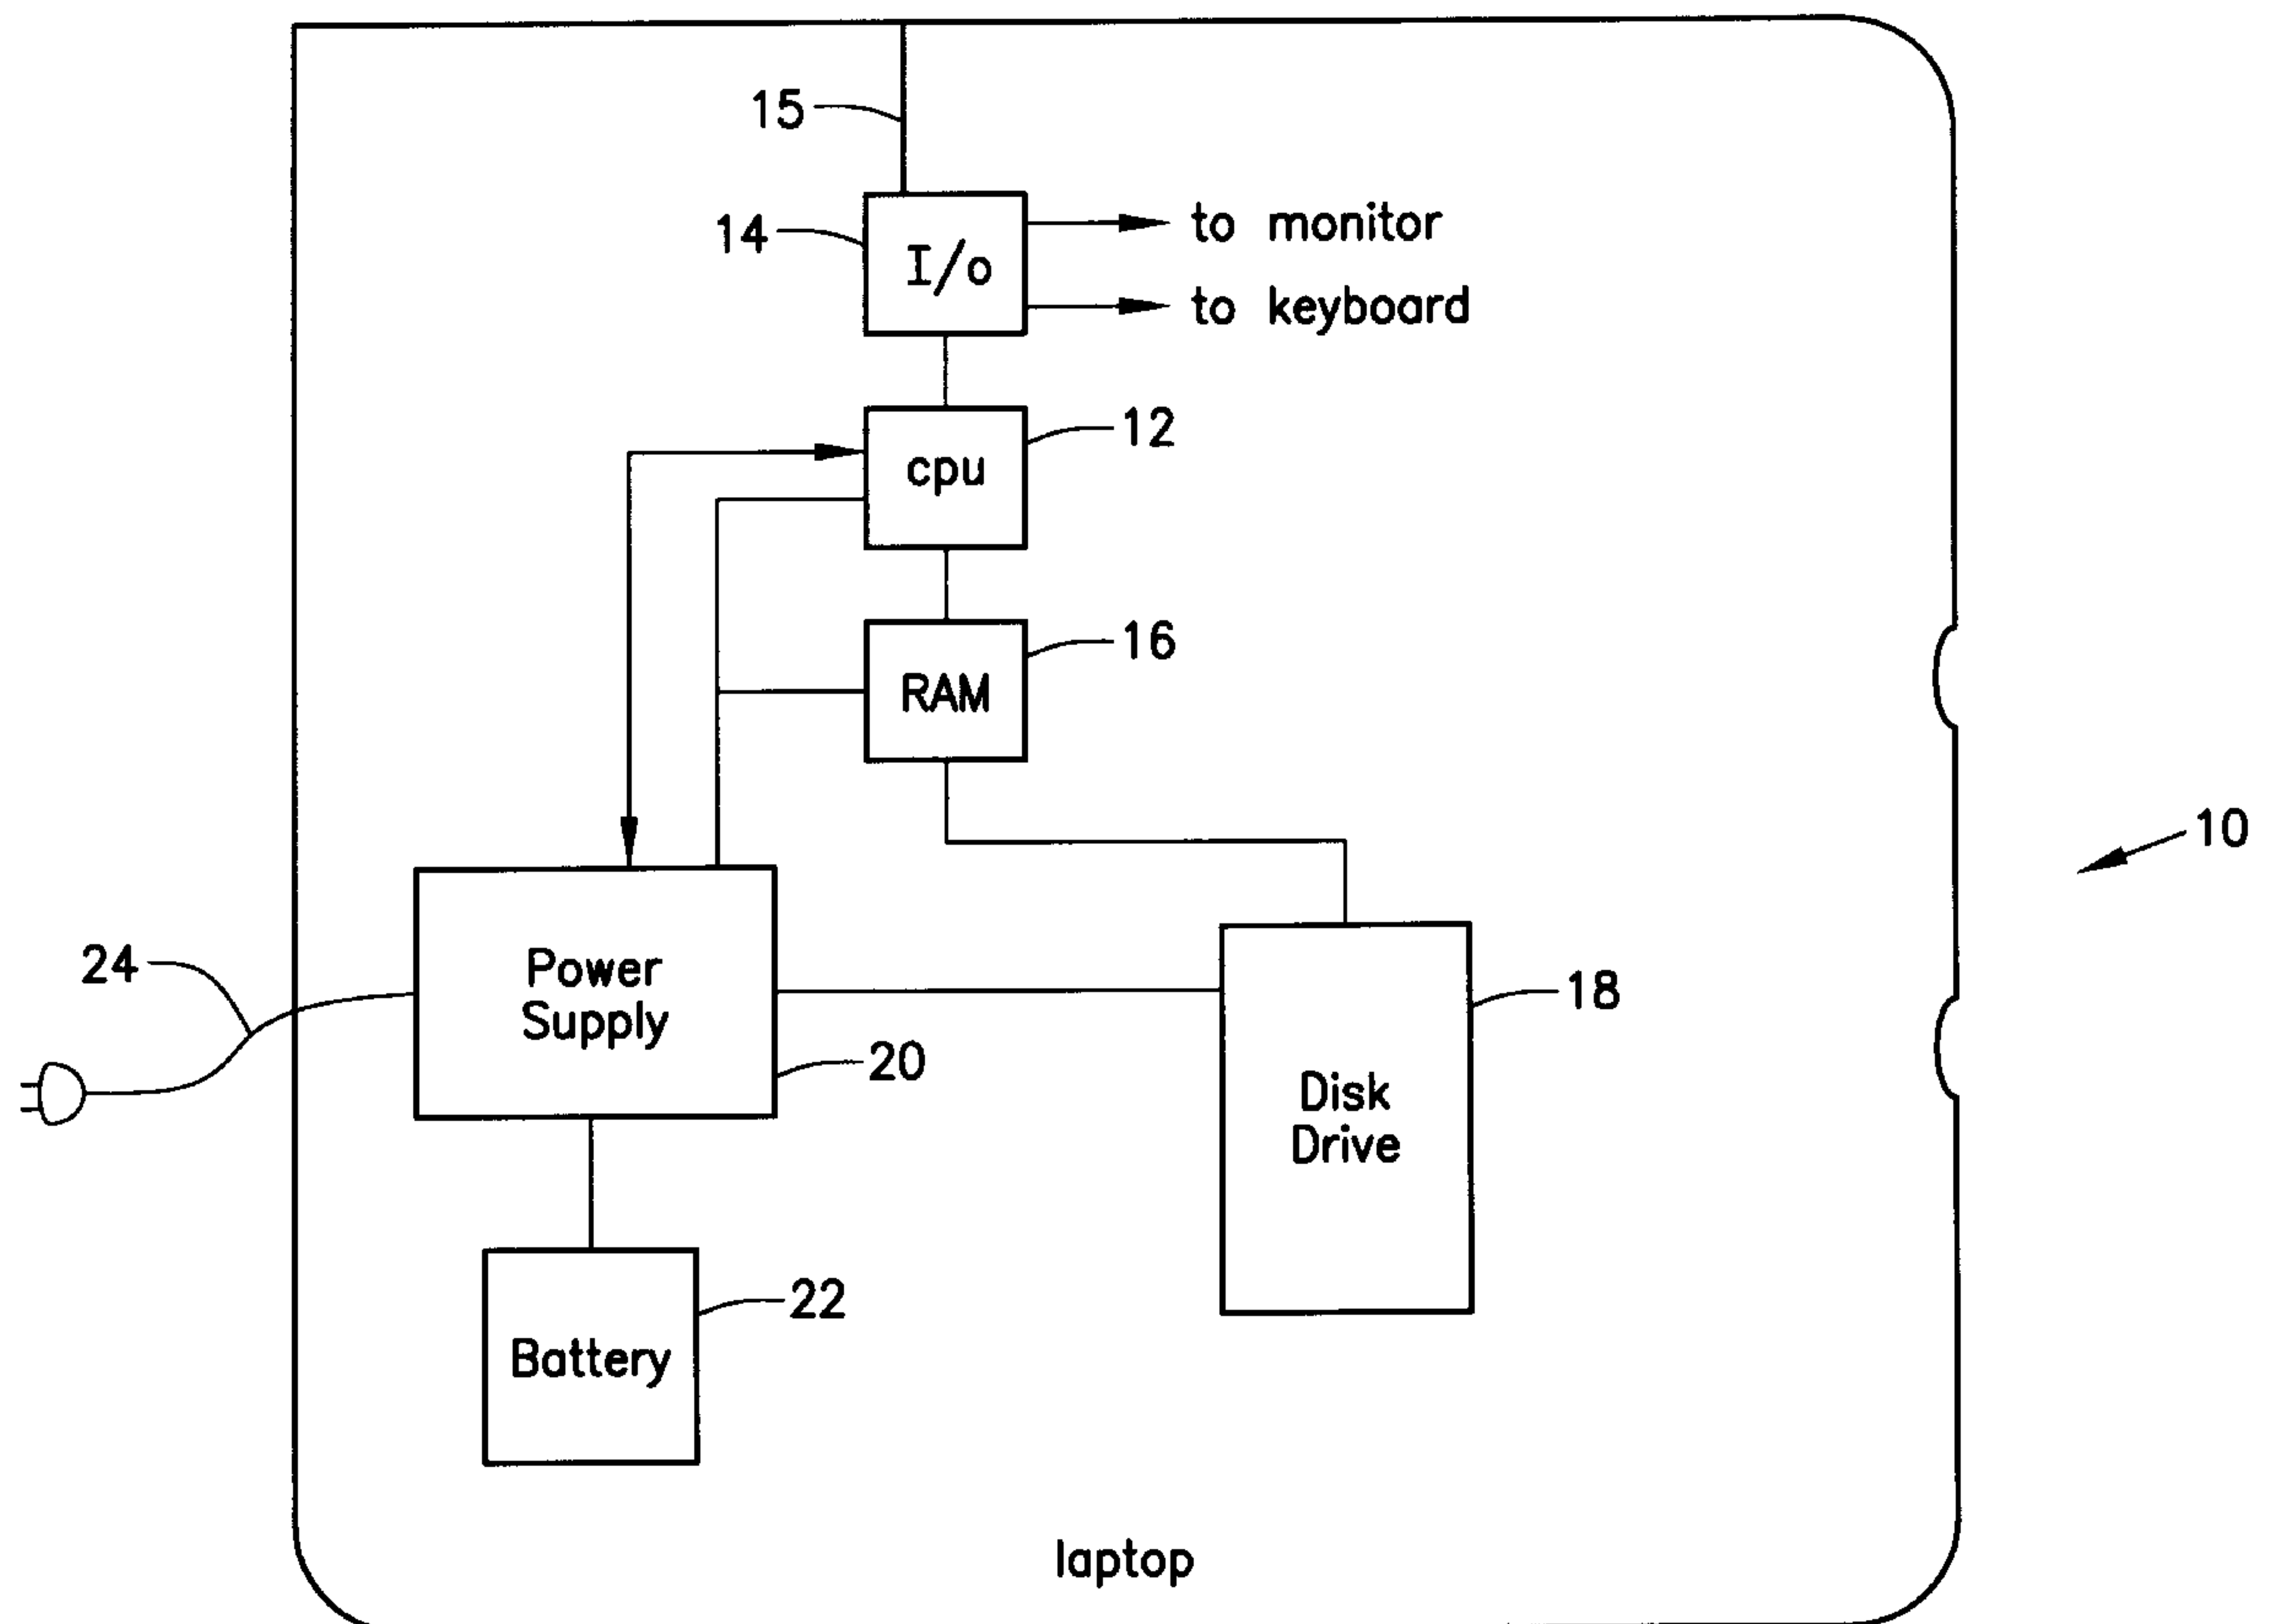 15
14
I/o
to monitor
to keyboard
12
cpu
16
RAM
10
24
Power
Supply
18
20
Disk
Drive
22
Battery
laptop